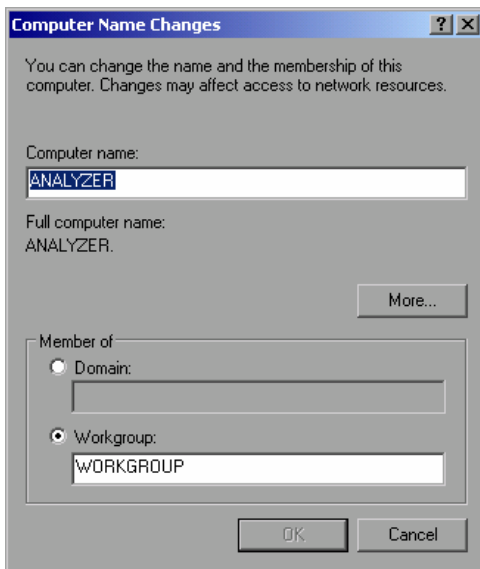 Computer Name Changes
You can change the name and the membership of this
computer. Changes may affect access to network resources.
Computer name:
ANALYZER
Full computer name:
ANALYZER.
More...
Member of
Domain:
Workgroup:
WORKGROUP
OK
Cancel